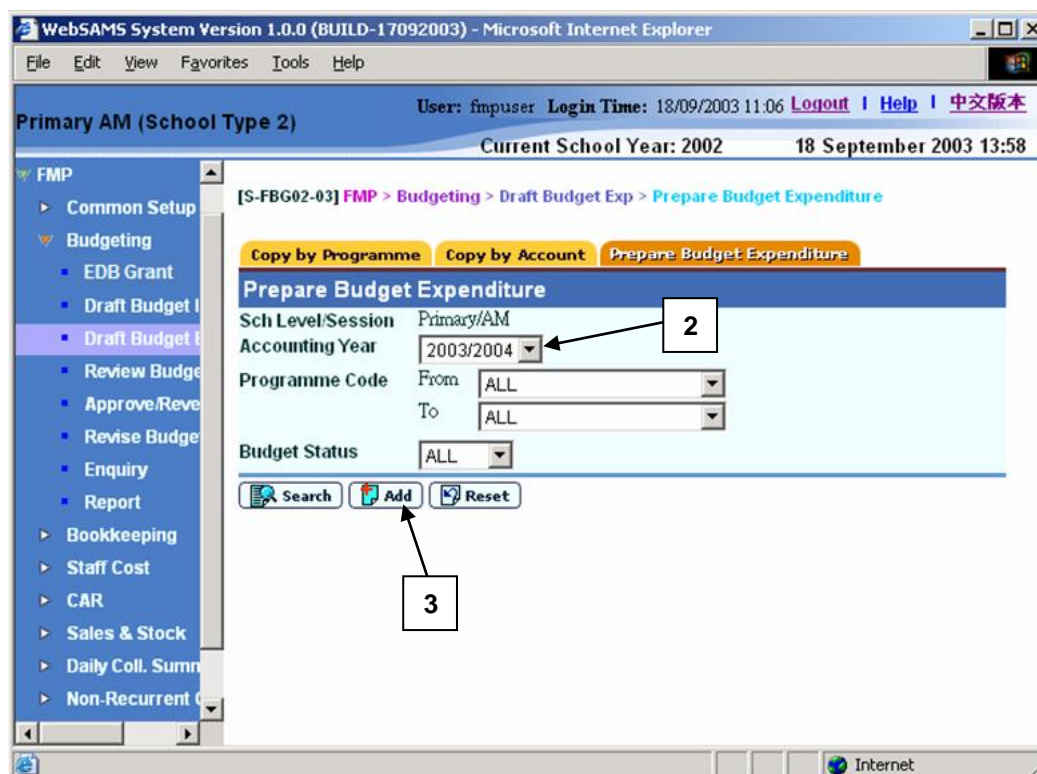 WebSAMS System Version 1.0.0 (BUILD-17092003) - Microsoft Internet Explorer
File Edit View Favorites Tools Help
Primary AM (School Type 2)
User: fmpuser Login Time: 18/09/2003 11:06 Logout | Help | 中文版本
Current School Year: 2002 18 September 2003 13:58
FMP
Common Setup
Budgeting
EDB Grant
Draft Budget I
Draft Budget E
Review Budge
Approve/Reve
Revise Budge
Enquiry
Report
Bookkeeping
Staff Cost
CAR
Sales & Stock
Daily Coll. Summ
Non-Recurrent
[S-FBG02-03] FMP > Budgeting > Draft Budget Exp > Prepare Budget Expenditure
Copy by Programme Copy by Account Prepare Budget Expenditure
Prepare Budget Expenditure
Sch Level/Session Primary/AM
Accounting Year 2003/2004
2
Programme Code From ALL
To ALL
Budget Status ALL
Search Add Reset
3
Internet